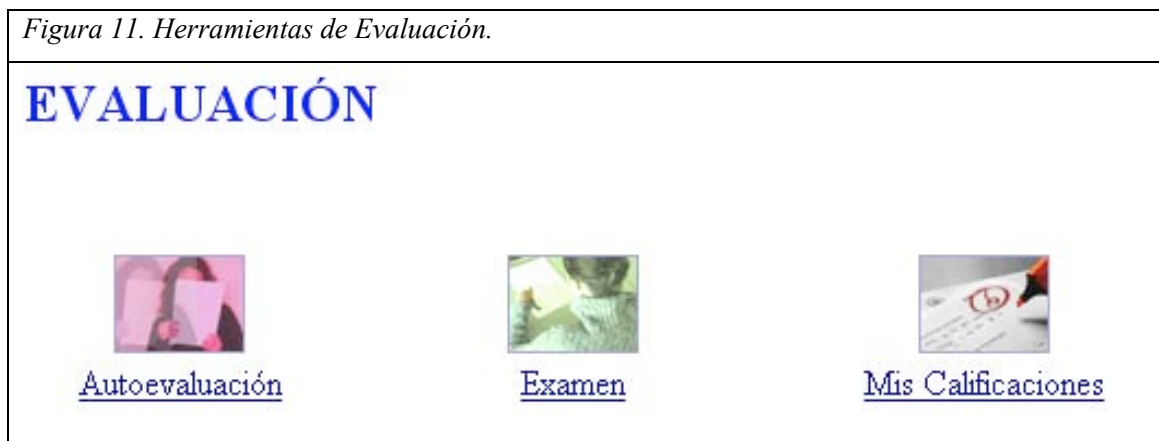 Figura 11. Herramientas de Evaluación.
EVALUACIÓN
Autoevaluación
Examen
Mis Calificaciones